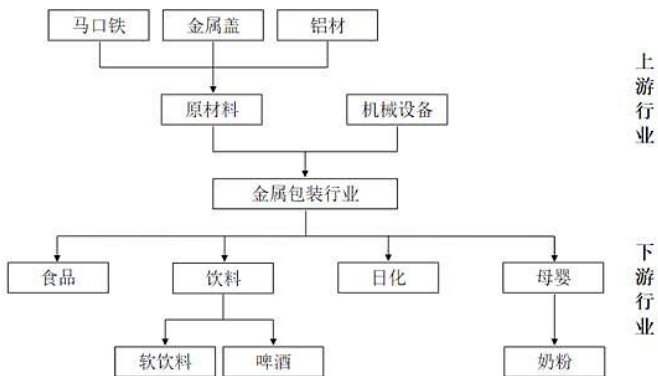 马口铁 金属盖 铝材
上游行业
原材料 机械设备
金属包装行业
下游行业
食品 饮料 日化 母婴
软饮料 啤酒 奶粉